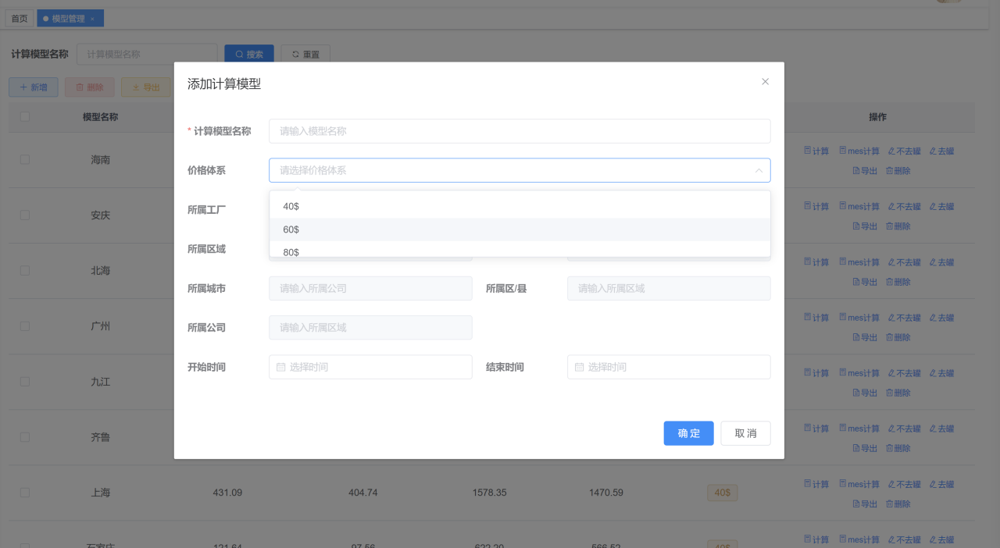 首页 模型管理 ×
计算模型名称 计算模型名称 搜索 重置
+ 新增 删除 导出
模型名称 操作
添加计算模型
* 计算模型名称 请输入模型名称
价格体系 请选择价格体系
40$
60$
80$
所属工厂
所属区域
所属城市 请输入所属公司 所属区/县 请输入所属区域
所属公司 请输入所属区域
开始时间 选择时间 结束时间 选择时间
确 定 取 消
海南 计算 mes计算 不去罐 去罐
导出 删除
安庆 计算 mes计算 不去罐 去罐
导出 删除
北海 计算 mes计算 不去罐 去罐
导出 删除
广州 计算 mes计算 不去罐 去罐
导出 删除
九江 计算 mes计算 不去罐 去罐
导出 删除
齐鲁 计算 mes计算 不去罐 去罐
导出 删除
上海 431.09 404.74 1578.35 1470.59 40$ 计算 mes计算 不去罐 去罐
导出 删除
石家庄 131.64 97.56 622.20 566.52 40$ 计算 mes计算 不去罐 去罐